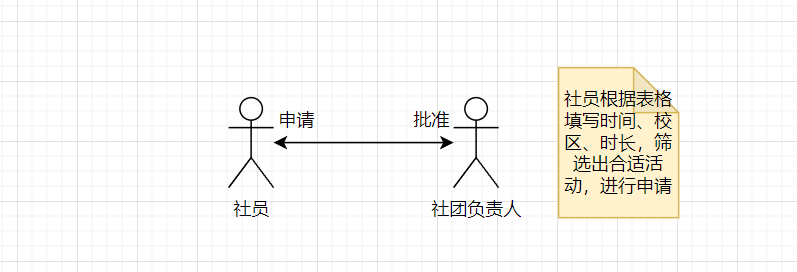 申请
批准
社员
社团负责人
社员根据表格
填写时间、校
区、时长，筛
选出合适活
动，进行申请